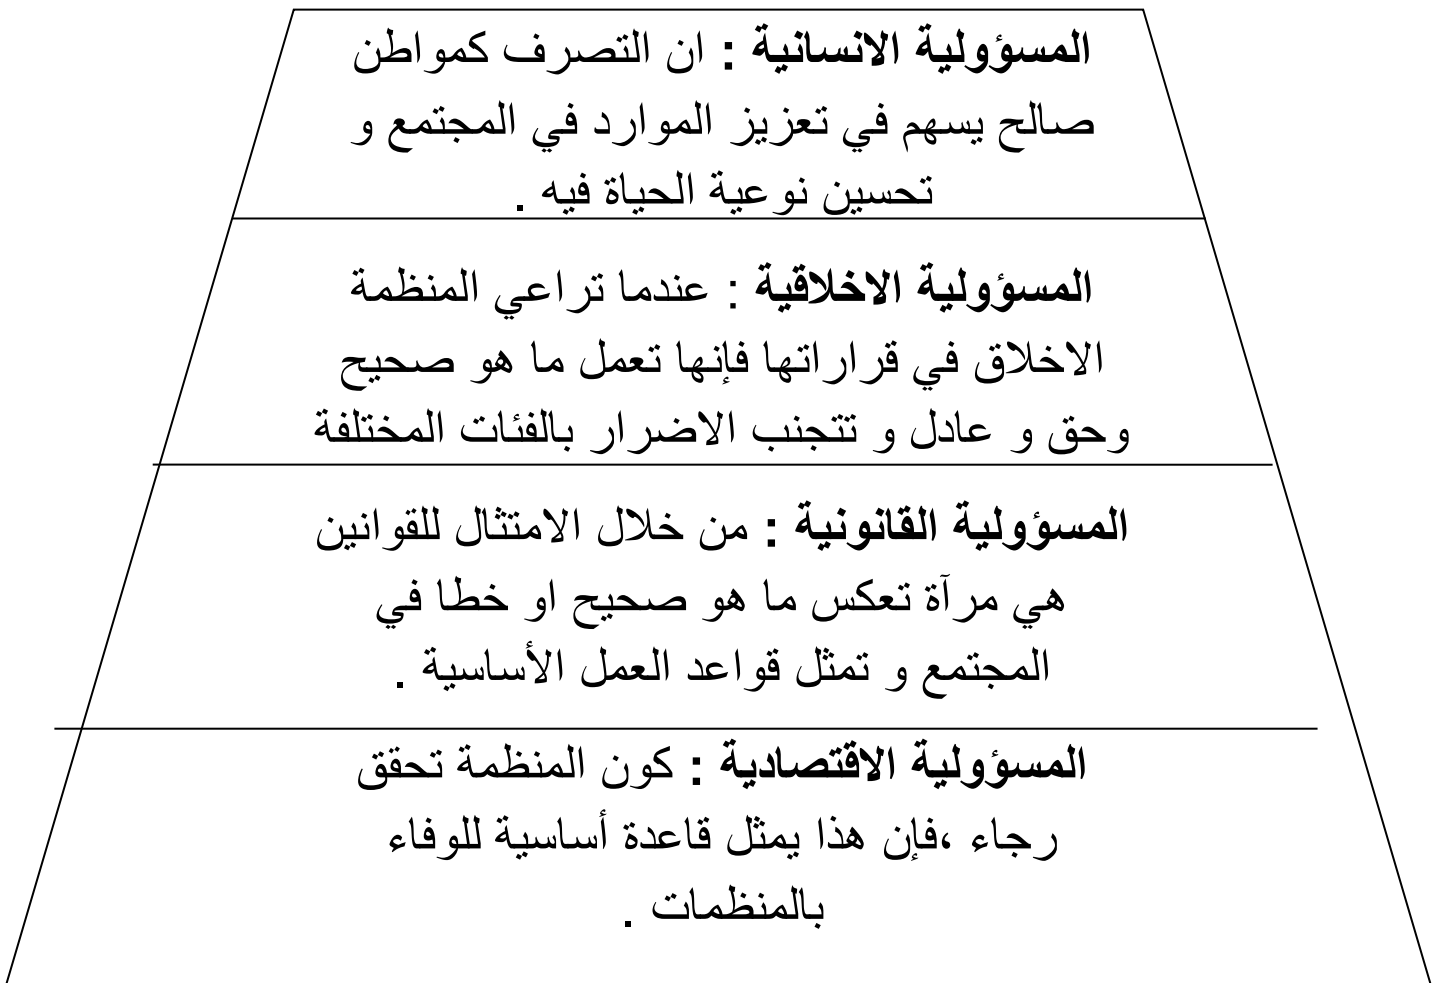 المسؤولية الانسانية : ان التصرف كمواطن
صالح يسهم في تعزيز الموارد في المجتمع و
تحسين نوعية الحياة فيه .
المسؤولية الاخلاقية : عندما تراعي المنظمة
الاخلاق في قراراتها فإنها تعمل ما هو صحيح
وحق و عادل و تتجنب الاضرار بالفئات المختلفة
المسؤولية القانونية : من خلال الامتثال للقوانين
هي مرآة تعكس ما هو صحيح او خطا في
المجتمع و تمثل قواعد العمل الأساسية .
المسؤولية الاقتصادية : كون المنظمة تحقق
رجاء ،فإن هذا يمثل قاعدة أساسية للوفاء
بالمنظمات .